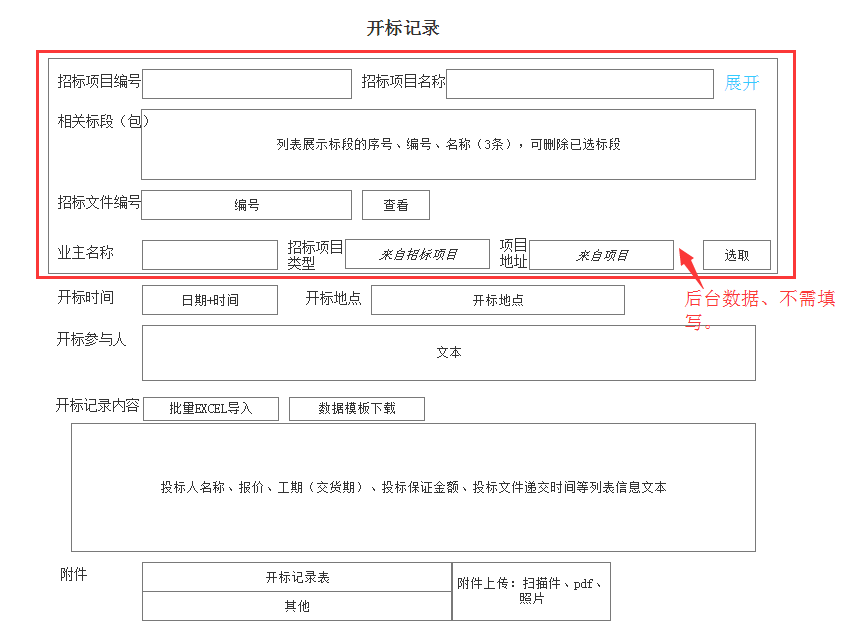 开标记录
招标项目编号 招标项目名称 展开
相关标段（包）
列表展示标段的序号、编号、名称（3条），可删除已选标段
招标文件编号 编号 查看
业主名称 招标项目类型 来自招标项目 项目地址 来自项目 选取
后台数据、不需填写。
开标时间 日期+时间 开标地点 开标地点
开标参与人
文本
开标记录内容 批量EXCEL导入 数据模板下载
投标人名称、报价、工期（交货期）、投标保证金额、投标文件递交时间等列表信息文本
附件 开标记录表
其他
附件上传：扫描件、pdf、
照片